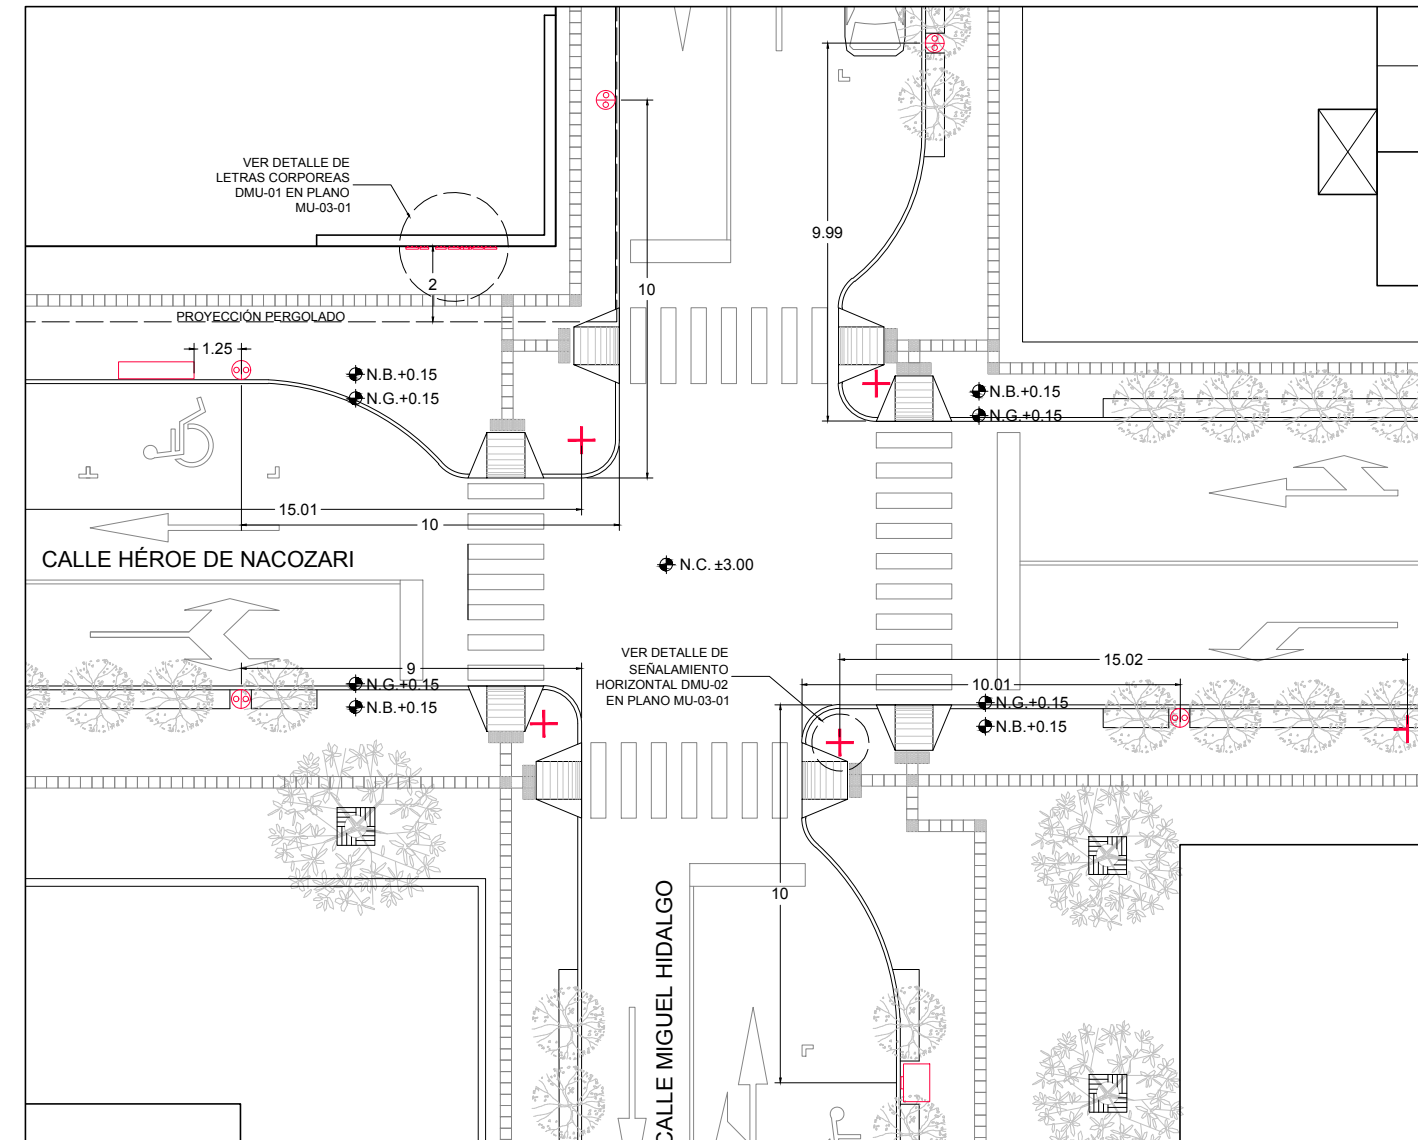 VER DETALLE DE
LETRAS CORPOREAS
DMU-01 EN PLANO
MU-03-01
9.99
2
10
PROYECCIÓN PERGOLADO
1.25
N.B.+0.15
N.G.+0.15
N.B.+0.15
N.G.+0.15
15.01
10
CALLE HÉROE DE NACOZARI
N.C. ±3.00
VER DETALLE DE
SEÑALAMIENTO
HORIZONTAL DMU-02
EN PLANO MU-03-01
15.02
9
10.01
N.G.+0.15
N.B.+0.15
N.G.+0.15
N.B.+0.15
10
CALLE MIGUEL HIDALGO